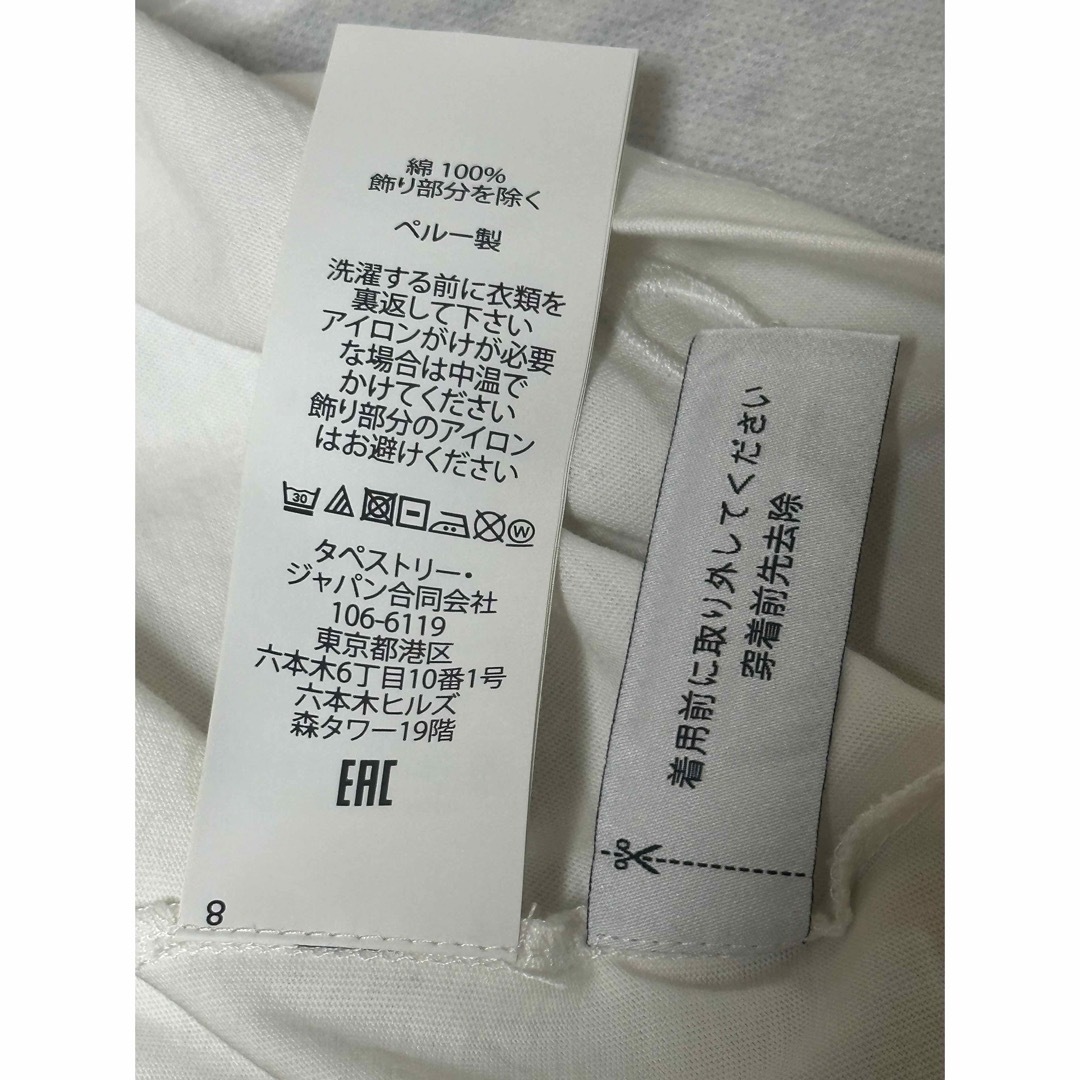 綿 100%
飾り部分を除く
ペルー製
洗濯する前に衣類を
裏返して下さい
アイロンがけが必要
な場合は中温で
かけてください
飾り部分のアイロン
はお避けください
30
W
タペストリー・
ジャパン合同会社
106-6119
東京都港区
六本木6丁目10番1号
六本木ヒルズ
森タワー19階
EAC
8
着用前に取り外してください
穿着前先去除